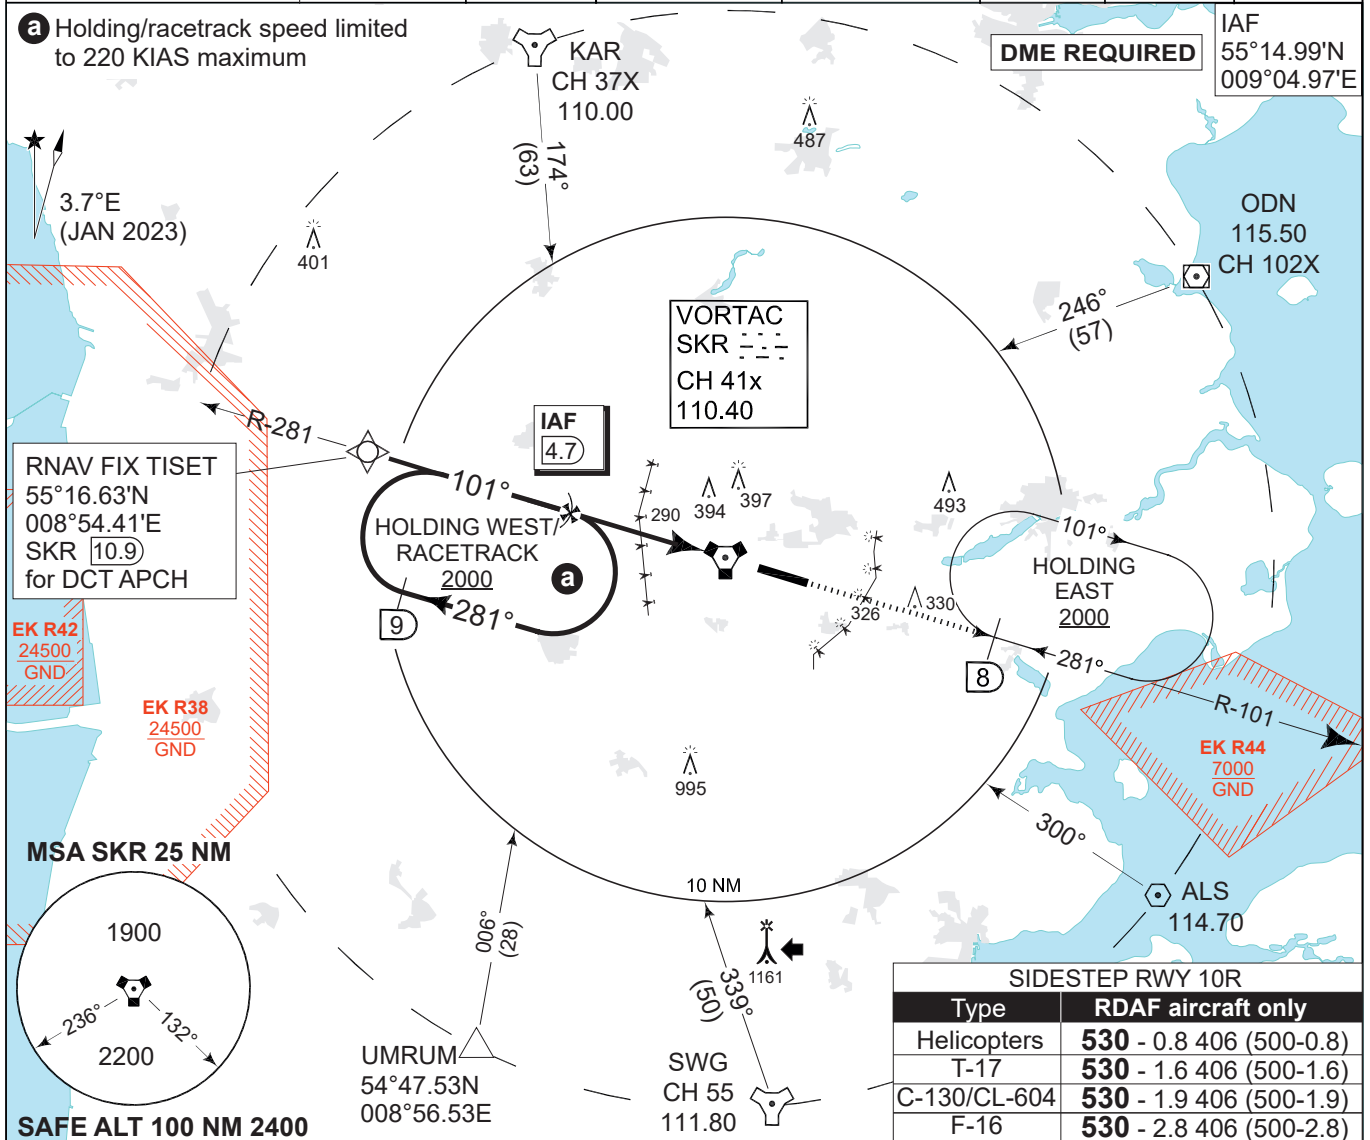 a Holding/racetrack speed limited
to 220 KIAS maximum
KAR
CH 37X
110.00
DME REQUIRED
IAF
55°14.99'N
009°04.97'E
487
174°
(63)
3.7°E
(JAN 2023)
401
ODN
115.50
CH 102X
246°
(57)
VORTAC
SKR
CH 41x
110.40
R-281
IAF
4.7
RNAV FIX TISET
55°16.63'N
008°54.41'E
SKR 10.9
for DCT APCH
101°
HOLDING WEST/
RACETRACK
2000
a
281°
9
290
394
397
493
101°
HOLDING
EAST
2000
281°
330
326
8
R-101
EK R42
24500
GND
EK R38
24500
GND
EK R44
7000
GND
995
300°
MSA SKR 25 NM
1900
236°
132°
2200
SAFE ALT 100 NM 2400
10 NM
006°
(28)
339°
(50)
1161
ALS
114.70
UMRUM
54°47.53N
008°56.53E
SWG
CH 55
111.80
SIDESTEP RWY 10R
Type RDAF aircraft only
Helicopters 530 - 0.8 406 (500-0.8)
T-17 530 - 1.6 406 (500-1.6)
C-130/CL-604 530 - 1.9 406 (500-1.9)
F-16 530 - 2.8 406 (500-2.8)